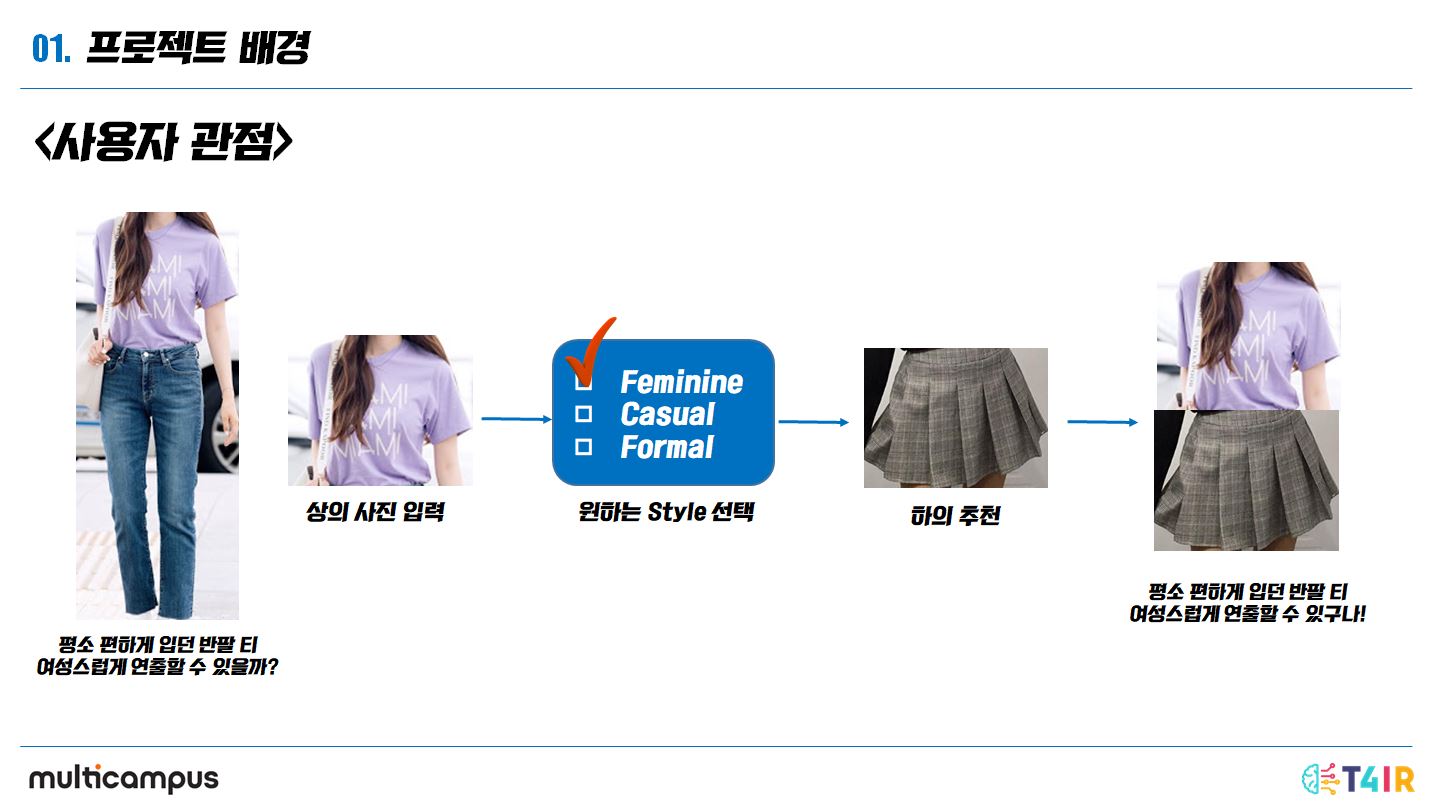 01. 프로젝트 배경
<사용자 관점>
MIAMI
평소 편하게 입던 반팔 티
여성스럽게 연출할 수 있을까?
상의 사진 입력
Feminine
Casual
Formal
원하는 Style 선택
하의 추천
평소 편하게 입던 반팔 티
여성스럽게 연출할 수 있구나!
multicampus
T4IR